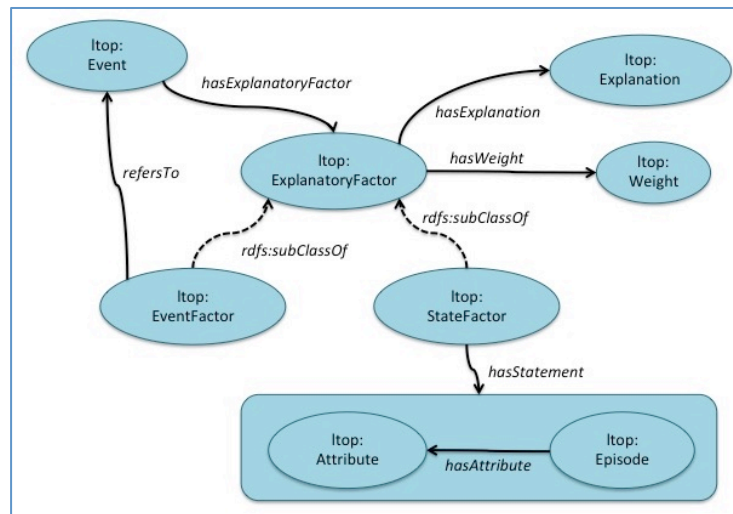 ltop:
Event
hasExplanatoryFactor
ltop:
Explanation
hasExplanation
refersTo
ltop:
ExplanatoryFactor
hasWeight
ltop:
Weight
rdfs:subClassOf
rdfs:subClassOf
ltop:
EventFactor
ltop:
StateFactor
hasStatement
ltop:
Attribute
hasAttribute
ltop:
Episode